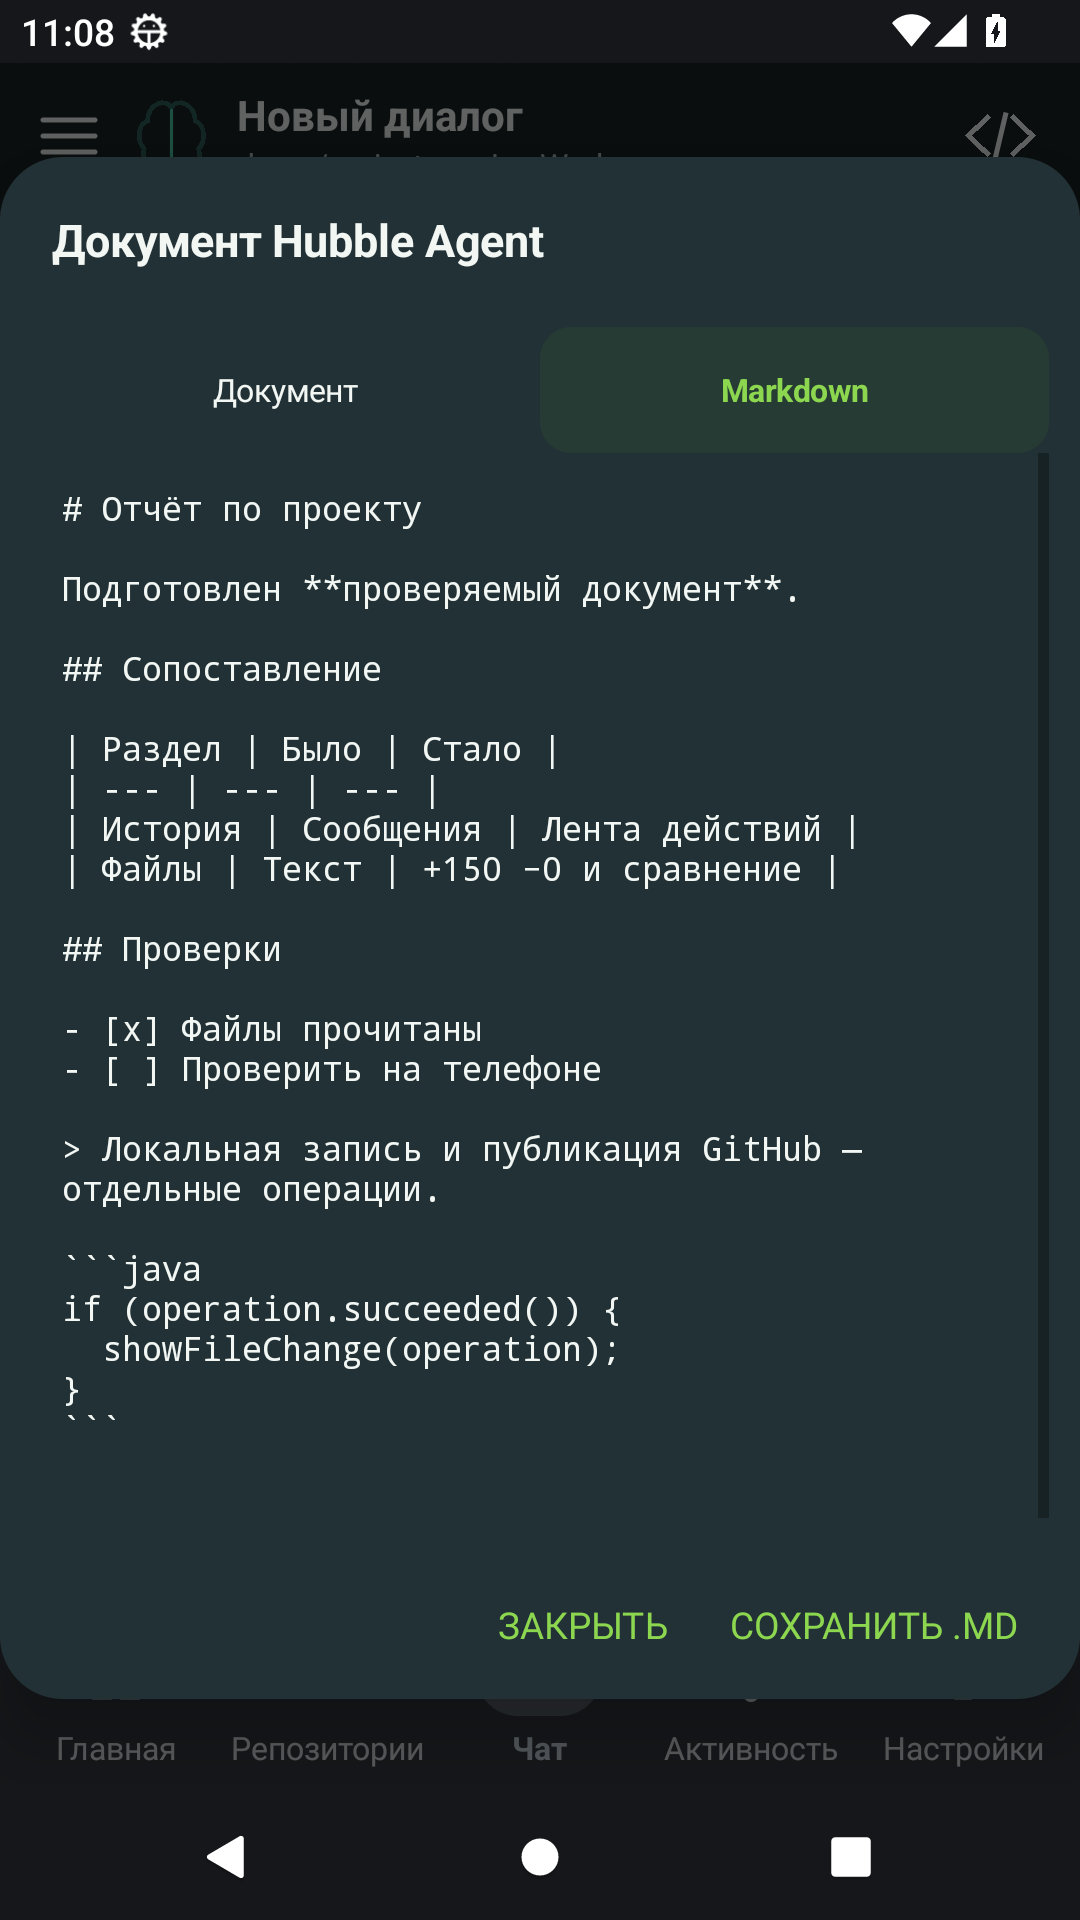 11:08
Новый диалог
Документ Hubble Agent
Документ
Markdown
# Отчёт по проекту
Подготовлен **проверяемый документ**.
## Сопоставление
| Раздел | Было | Стало |
| --- | --- | --- |
| История | Сообщения | Лента действий |
| Файлы | Текст | +150 −0 и сравнение |
## Проверки
- [x] Файлы прочитаны
- [ ] Проверить на телефоне
> Локальная запись и публикация GitHub —
отдельные операции.
```java
if (operation.succeeded()) {
  showFileChange(operation);
}
```
ЗАКРЫТЬ
СОХРАНИТЬ .MD
Главная
Репозитории
Чат
Активность
Настройки